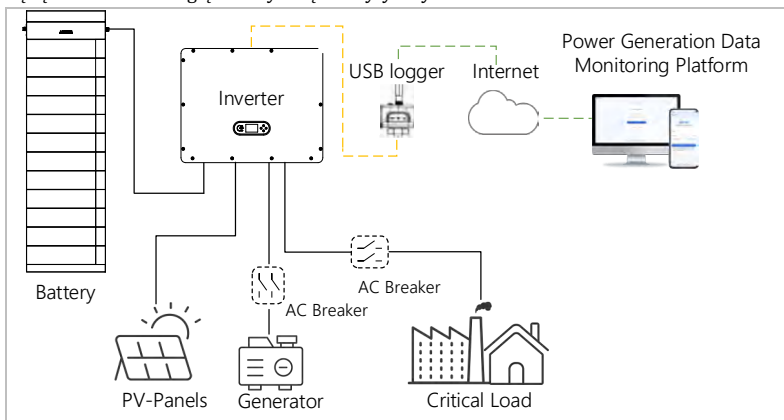 Power Generation Data
Monitoring Platform
USB logger
Internet
Inverter
AC Breaker
AC Breaker
Battery
PV-Panels
Generator
Critical Load